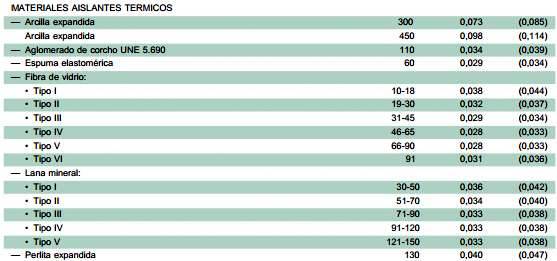 MATERIALES AISLANTES TERMICOS
— Arcilla expandida 300 0,073 (0,085)
Arcilla expandida 450 0,098 (0,114)
— Aglomerado de corcho UNE 5.690 110 0,034 (0,039)
— Espuma elastomérica 60 0,029 (0,034)
— Fibra de vidrio:
• Tipo I 10-18 0,038 (0,044)
• Tipo II 19-30 0,032 (0,037)
• Tipo III 31-45 0,029 (0,034)
• Tipo IV 46-65 0,028 (0,033)
• Tipo V 66-90 0,028 (0,033)
• Tipo VI 91 0,031 (0,036)
— Lana mineral:
• Tipo I 30-50 0,036 (0,042)
• Tipo II 51-70 0,034 (0,040)
• Tipo III 71-90 0,033 (0,038)
• Tipo IV 91-120 0,033 (0,038)
• Tipo V 121-150 0,033 (0,038)
— Perlita expandida 130 0,040 (0,047)